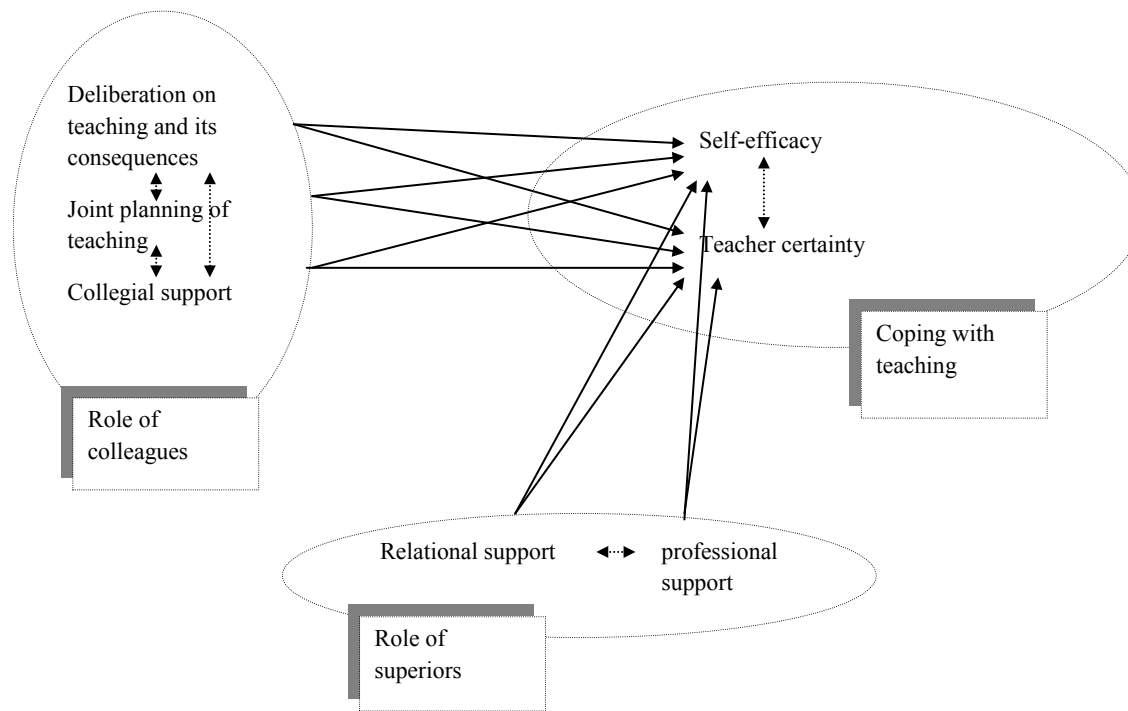 Deliberation on
teaching and its
consequences
Joint planning of
teaching
Collegial support
Role of
colleagues
Self-efficacy
Teacher certainty
Coping with
teaching
Relational support
professional
support
Role of
superiors